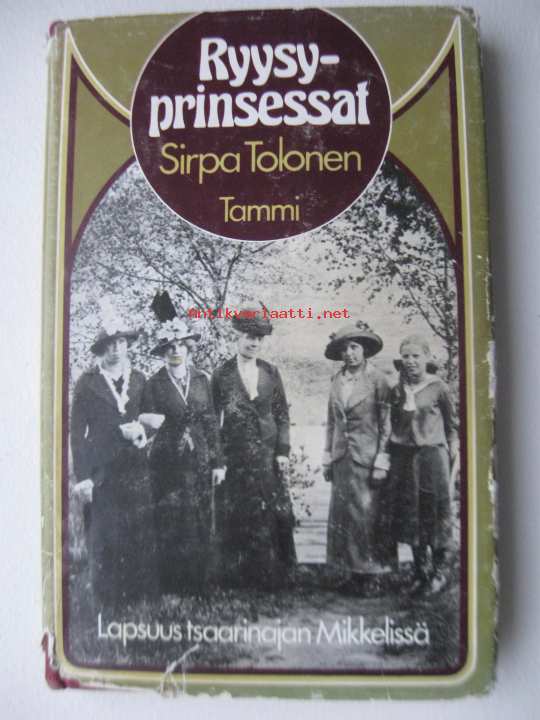 Ryysy-
prinsessat
Sirpa Tolonen
Tammi
Antikvariaatti.net
Lapsuus tsaarinajan Mikkelissä